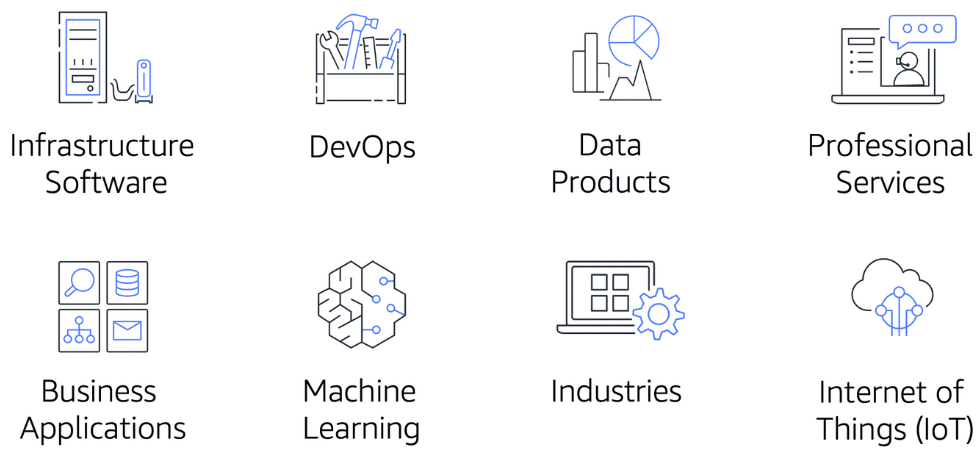 Infrastructure
Software
DevOps
Data
Products
Professional
Services
Business
Applications
Machine
Learning
Industries
Internet of
Things (IoT)